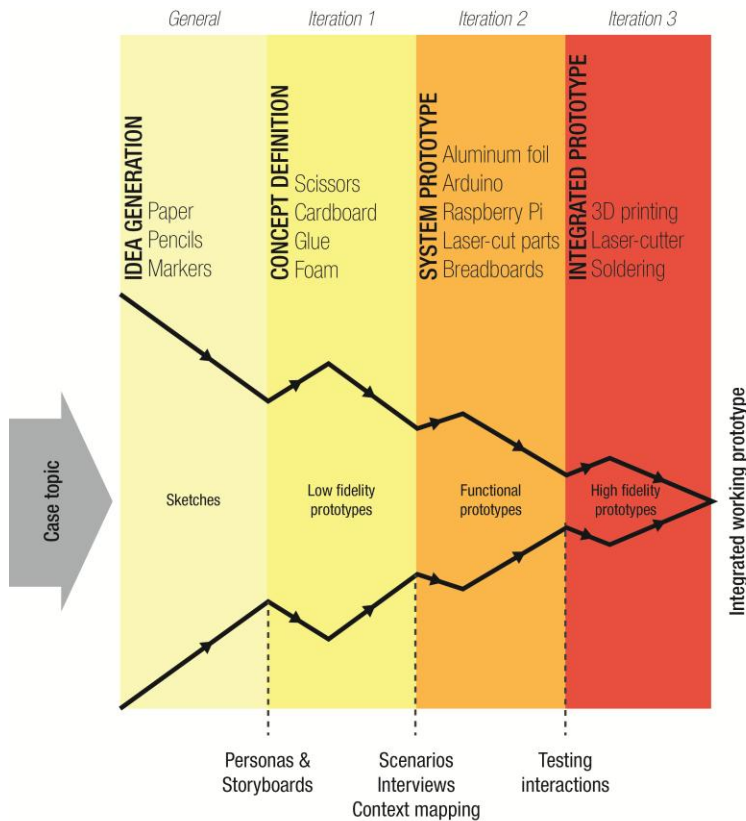 General
Iteration 1
Iteration 2
Iteration 3
IDEA GENERATION
Paper
Pencils
Markers
CONCEPT DEFINITION
Scissors
Cardboard
Glue
Foam
SYSTEM PROTOTYPE
Aluminum foil
Arduino
Raspberry Pi
Laser-cut parts
Breadboards
INTEGRATED PROTOTYPE
3D printing
Laser-cutter
Soldering
Case topic
Sketches
Low fidelity
prototypes
Functional
prototypes
High fidelity
prototypes
Integrated working prototype
Personas &
Storyboards
Scenarios
Interviews
Context mapping
Testing
interactions